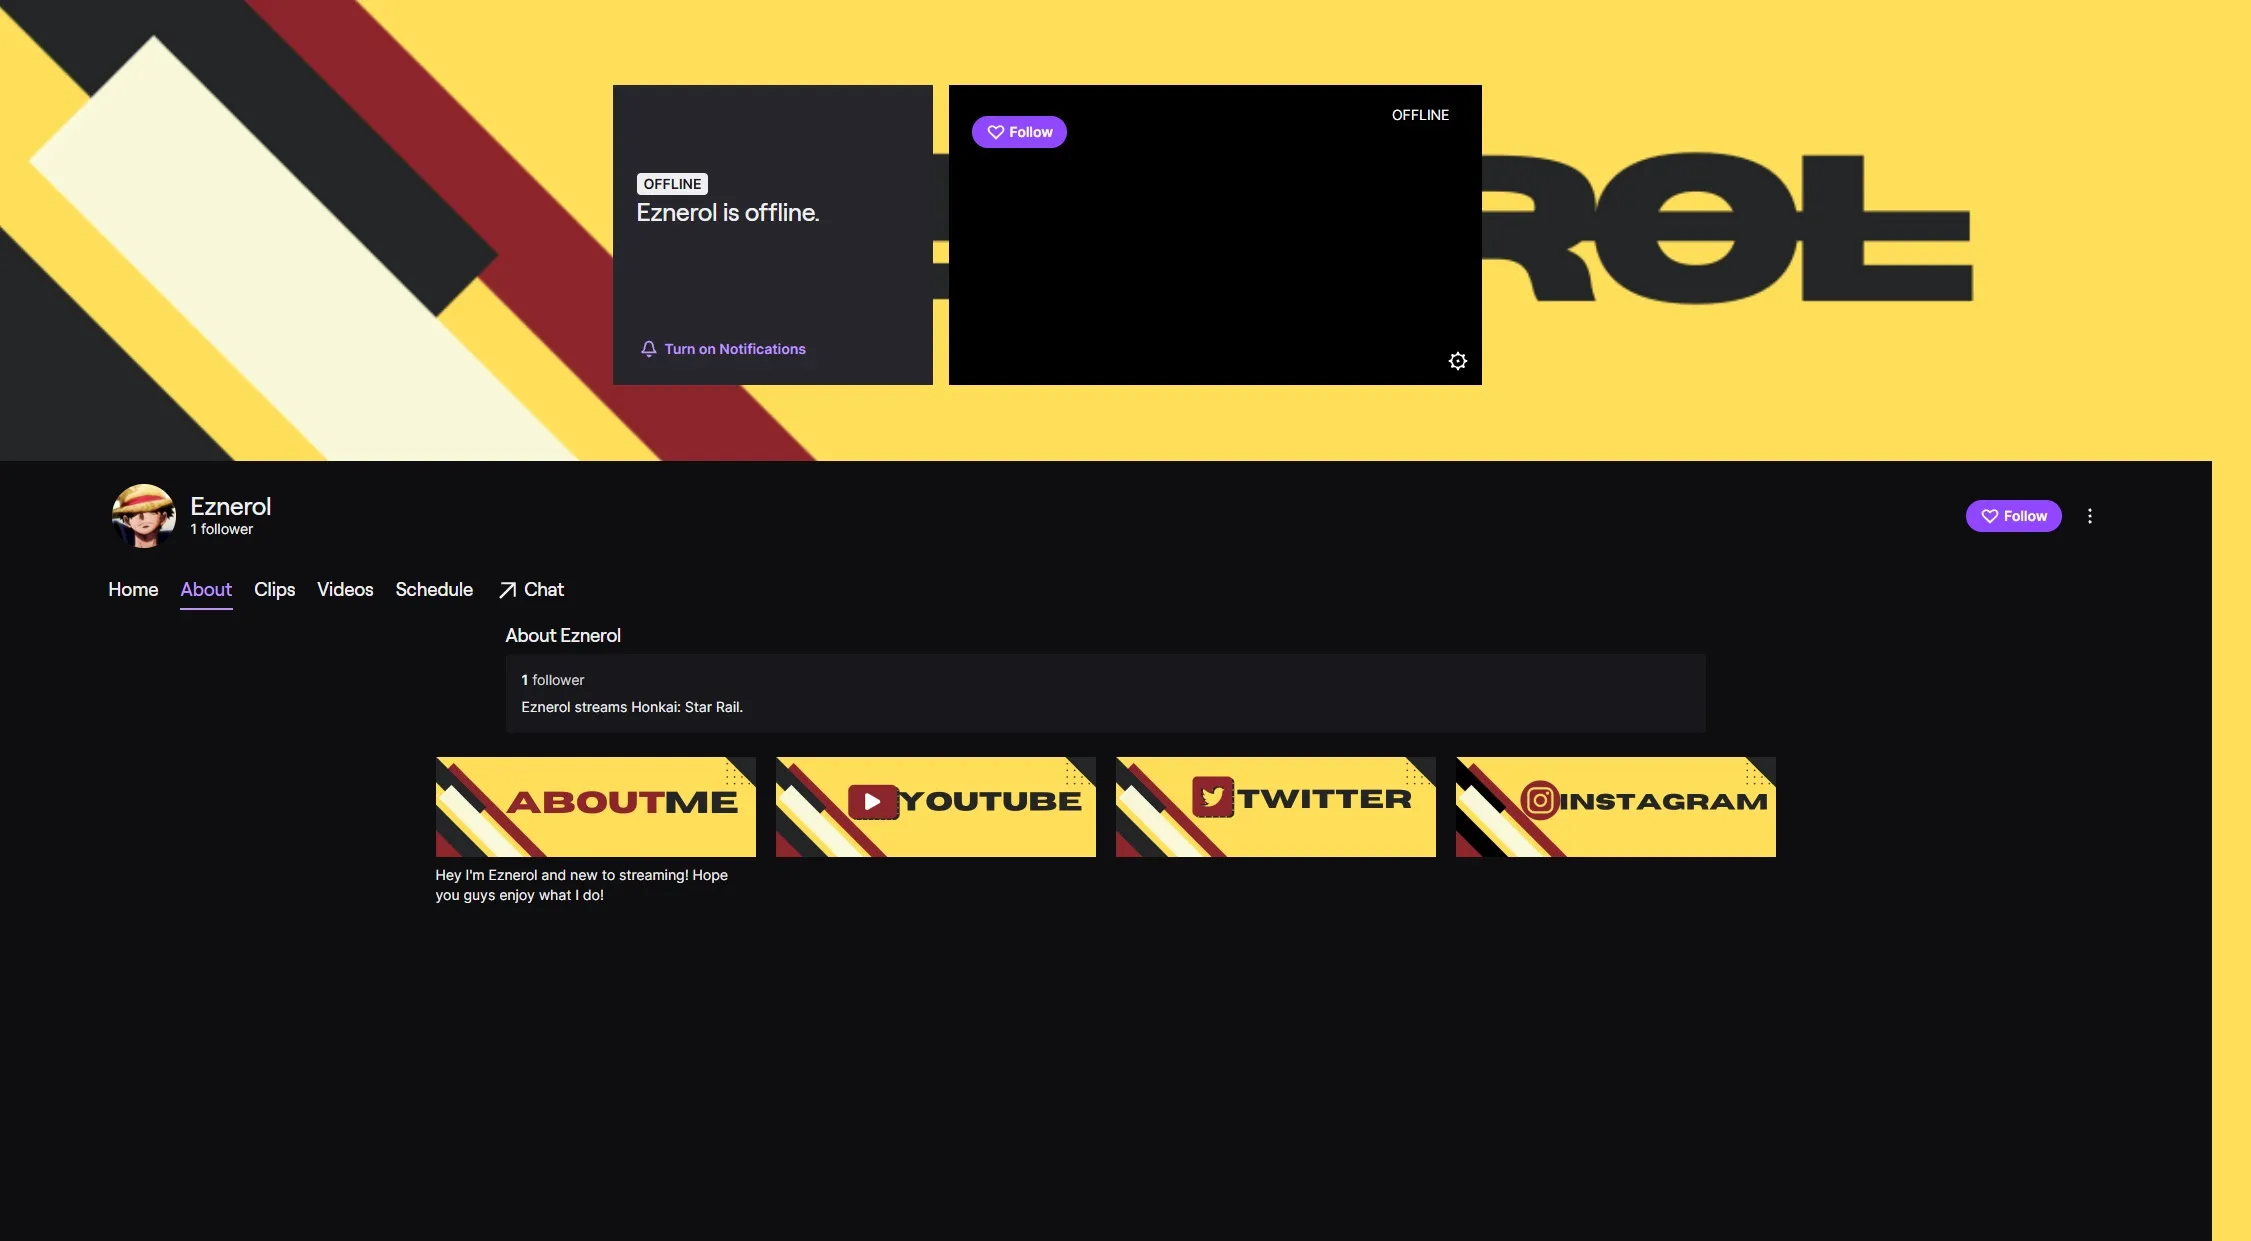 OFFLINE
Eznerol is offline.
Turn on Notifications
Follow
OFFLINE
ROL
Eznerol
1 follower
Follow
Home
About
Clips
Videos
Schedule
Chat
About Eznerol
1 follower
Eznerol streams Honkai: Star Rail.
ABOUTME
YOUTUBE
TWITTER
INSTAGRAM
Hey I'm Eznerol and new to streaming! Hope
you guys enjoy what I do!